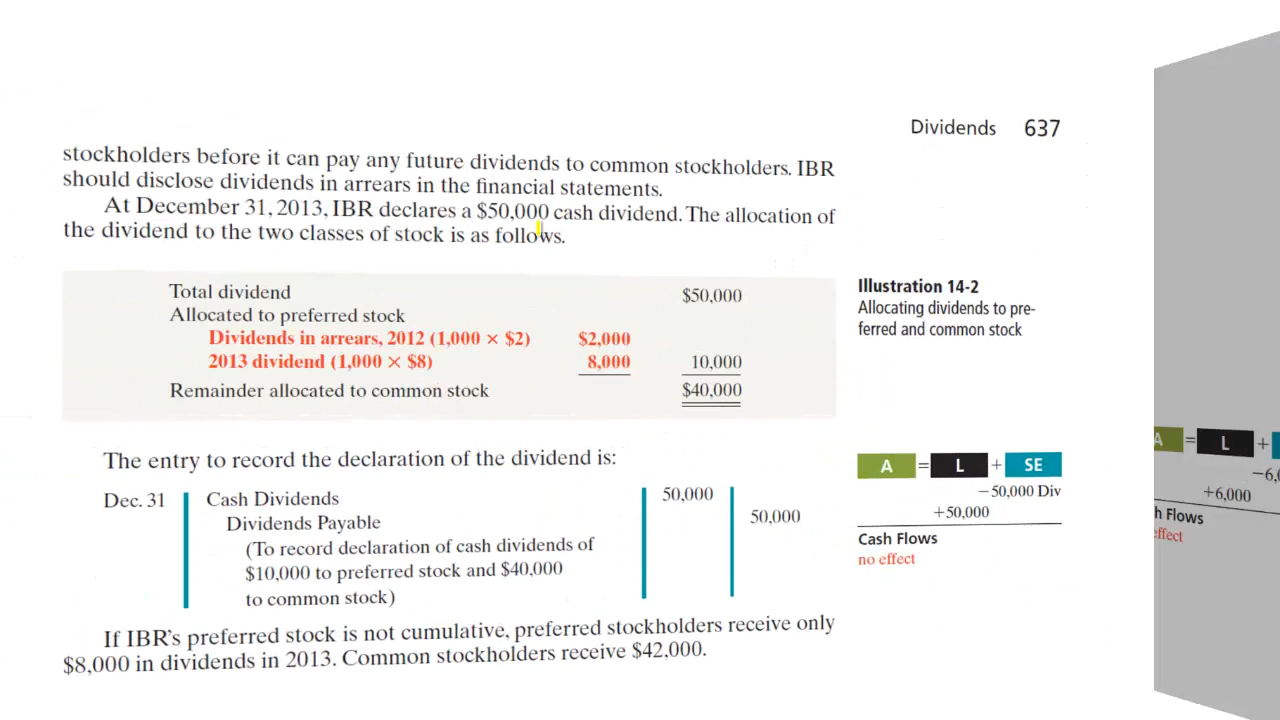 Dividends 637
stockholders before it can pay any future dividends to common stockholders. IBR
should disclose dividends in arrears in the financial statements.
At December 31, 2013, IBR declares a $50,000 cash dividend. The allocation of
the dividend to the two classes of stock is as follows.
Total dividend $50,000
Allocated to preferred stock
Dividends in arrears, 2012 (1,000 × $2) $2,000
2013 dividend (1,000 × $8) 8,000 10,000
Remainder allocated to common stock $40,000
Illustration 14-2
Allocating dividends to pre-
ferred and common stock
The entry to record the declaration of the dividend is:
Dec. 31 Cash Dividends 50,000
Dividends Payable 50,000
(To record declaration of cash dividends of
$10,000 to preferred stock and $40,000
to common stock)
A = L + SE
−50,000 Div
+50,000
Cash Flows
no effect
If IBR's preferred stock is not cumulative, preferred stockholders receive only
$8,000 in dividends in 2013. Common stockholders receive $42,000.
A = L +
−6,0
+6,000
h Flows
effect